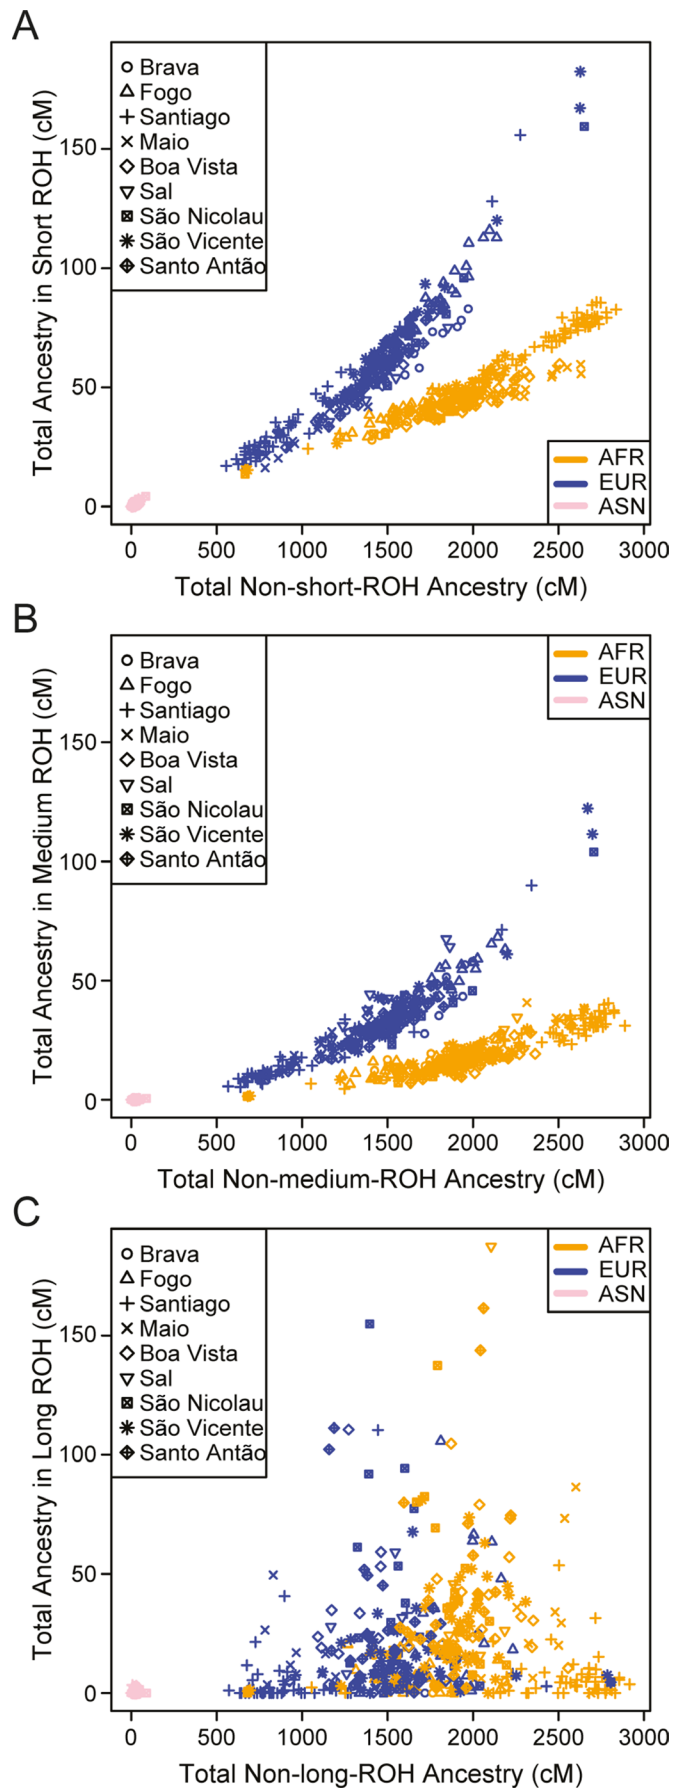 A
Total Ancestry in Short ROH (cM)
150
100
50
0
Brava
Fogo
Santiago
Maio
Boa Vista
Sal
São Nicolau
São Vicente
Santo Antão
AFR
EUR
ASN
0 500 1000 1500 2000 2500 3000
Total Non-short-ROH Ancestry (cM)
B
Total Ancestry in Medium ROH (cM)
150
100
50
0
Brava
Fogo
Santiago
Maio
Boa Vista
Sal
São Nicolau
São Vicente
Santo Antão
AFR
EUR
ASN
0 500 1000 1500 2000 2500 3000
Total Non-medium-ROH Ancestry (cM)
C
Total Ancestry in Long ROH (cM)
150
100
50
0
Brava
Fogo
Santiago
Maio
Boa Vista
Sal
São Nicolau
São Vicente
Santo Antão
AFR
EUR
ASN
0 500 1000 1500 2000 2500 3000
Total Non-long-ROH Ancestry (cM)